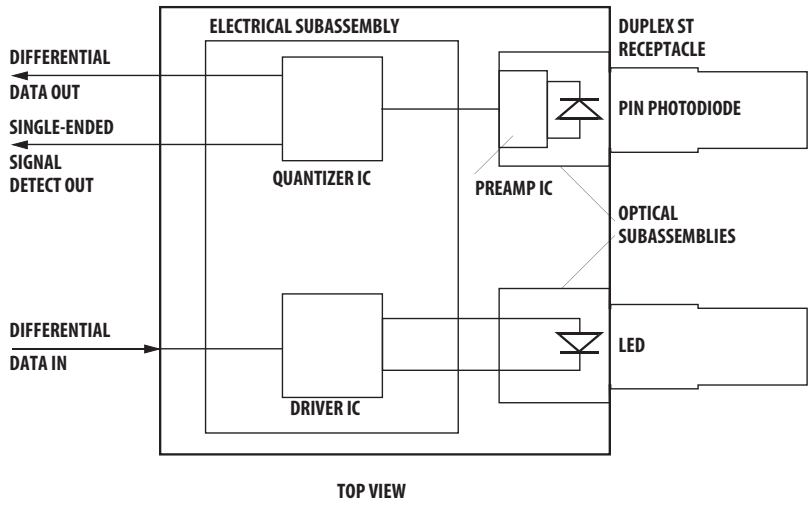 ELECTRICAL SUBASSEMBLY
DUPLEX ST
RECEPTACLE
DIFFERENTIAL
DATA OUT
SINGLE-ENDED
SIGNAL
DETECT OUT
QUANTIZER IC
PREAMP IC
PIN PHOTODIODE
OPTICAL
SUBASSEMBLIES
DIFFERENTIAL
DATA IN
DRIVER IC
LED
TOP VIEW